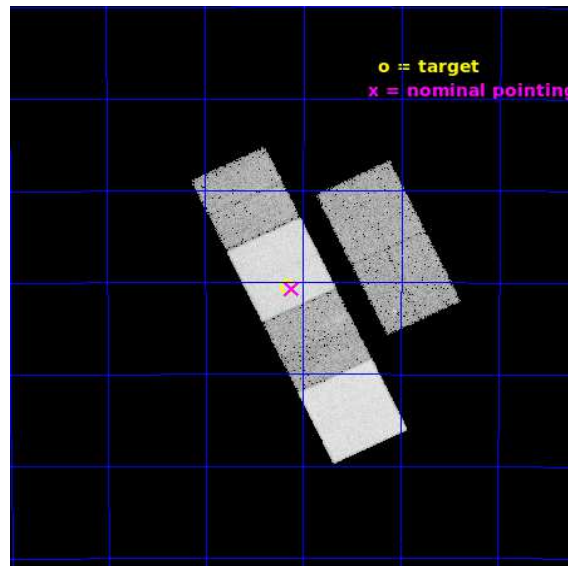 o = target
x = nominal pointing